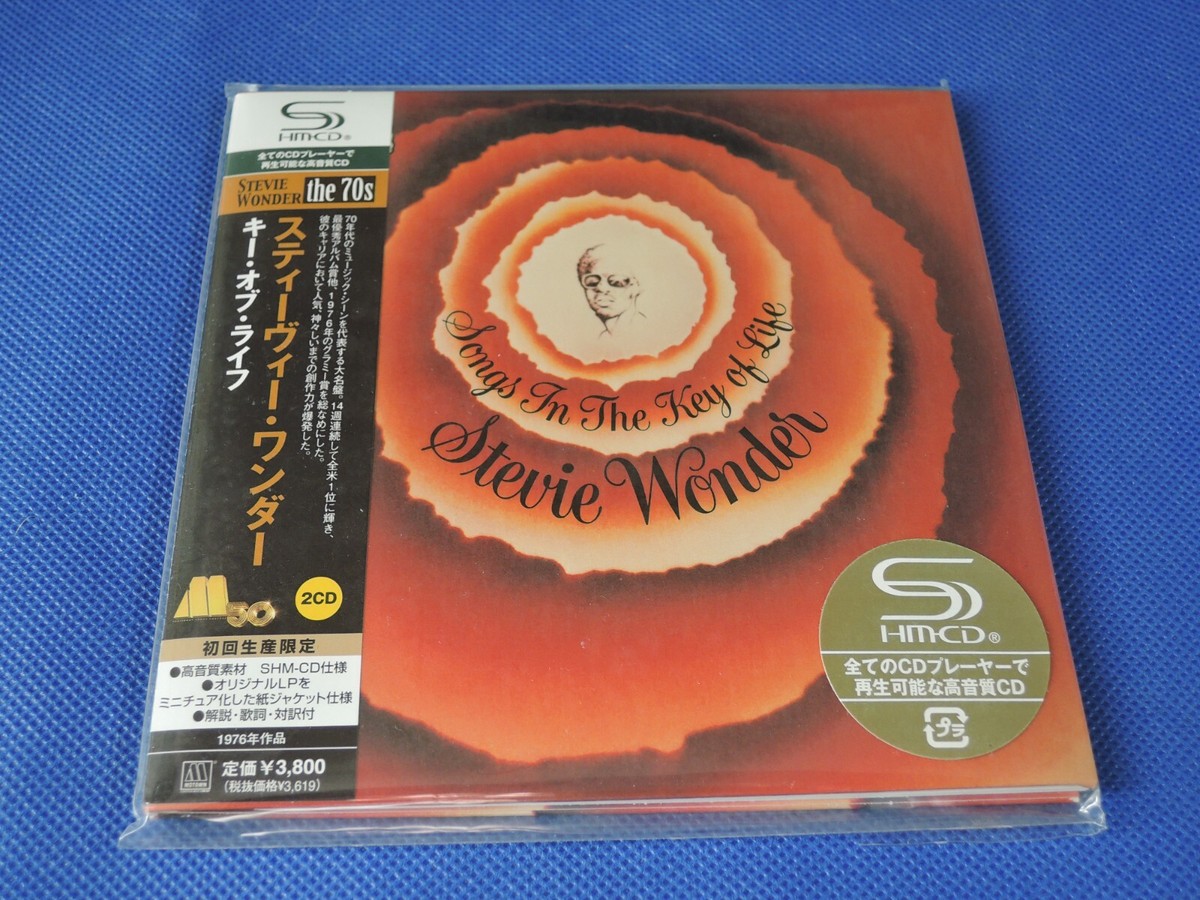 SHM-CD®
全てのCDプレーヤーで
再生可能な高音質CD
STEVIE
WONDER
the 70s
スティーヴィー・ワンダー
キー・オブ・ライフ
70年代のミュージック・シーンを代表する大名盤。14週連続して全米1位に輝き、
最優秀アルバム賞他、1976年のグラミー賞を総なめにした。
彼のキャリアにおいて人気、神々しいまでの創作力が爆発した。
M50
2CD
初回生産限定
●高音質素材 SHM-CD仕様
●オリジナルLPを
ミニチュア化した紙ジャケット仕様
●解説・歌詞・対訳付
1976年作品
M
MOTOWN
定価¥3,800
(税抜価格¥3,619)
Songs In The Key of Life
Stevie Wonder
SHM-CD®
全てのCDプレーヤーで
再生可能な高音質CD
プラ